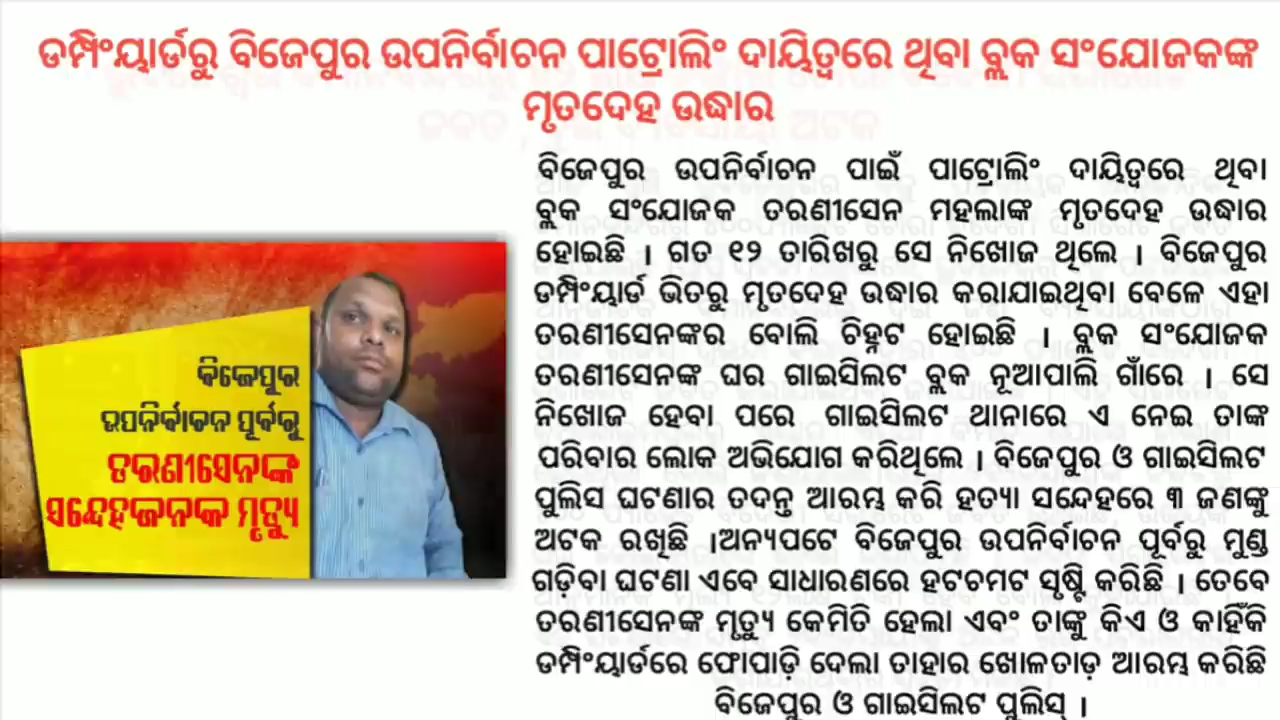 ଡମ୍ପିଂୟାର୍ଡରୁ ବିଜେପୁର ଉପନିର୍ବାଚନ ପାଟ୍ରୋଲିଂ ଦାୟିତ୍ୱରେ ଥିବା ବ୍ଲକ ସଂଯୋଜକଙ୍କ
ମୃତଦେହ ଉଦ୍ଧାର
ବିଜେପୁର
ଉପନିର୍ବାଚନ ପୂର୍ବରୁ
ତରଣୀସେନଙ୍କ
ସନ୍ଦେହଜନକ ମୃତ୍ୟୁ
ବିଜେପୁର ଉପନିର୍ବାଚନ ପାଇଁ ପାଟ୍ରୋଲିଂ ଦାୟିତ୍ୱରେ ଥିବା
ବ୍ଲକ ସଂଯୋଜକ ତରଣୀସେନ ମହଲାଙ୍କ ମୃତଦେହ ଉଦ୍ଧାର
ହୋଇଛି । ଗତ ୧୨ ତାରିଖରୁ ସେ ନିଖୋଜ ଥିଲେ । ବିଜେପୁର
ଡମ୍ପିଂୟାର୍ଡ ଭିତରୁ ମୃତଦେହ ଉଦ୍ଧାର କରାଯାଇଥିବା ବେଳେ ଏହା
ତରଣୀସେନଙ୍କର ବୋଲି ଚିହ୍ନଟ ହୋଇଛି । ବ୍ଲକ ସଂଯୋଜକ
ତରଣୀସେନଙ୍କ ଘର ଗାଇସିଲଟ ବ୍ଲକ ନୂଆପାଲି ଗାଁରେ । ସେ
ନିଖୋଜ ହେବା ପରେ ଗାଇସିଲଟ ଥାନାରେ ଏ ନେଇ ତାଙ୍କ
ପରିବାର ଲୋକ ଅଭିଯୋଗ କରିଥିଲେ । ବିଜେପୁର ଓ ଗାଇସିଲଟ
ପୁଲିସ ଘଟଣାର ତଦନ୍ତ ଆରମ୍ଭ କରି ହତ୍ୟା ସନ୍ଦେହରେ ୩ ଜଣଙ୍କୁ
ଅଟକ ରଖିଛି ।ଅନ୍ୟପଟେ ବିଜେପୁର ଉପନିର୍ବାଚନ ପୂର୍ବରୁ ମୁଣ୍ଡ
ଗଡ଼ିବା ଘଟଣା ଏବେ ସାଧାରଣରେ ହଟଚମଟ ସୃଷ୍ଟି କରିଛି । ତେବେ
ତରଣୀସେନଙ୍କ ମୃତ୍ୟୁ କେମିତି ହେଲା ଏବଂ ତାଙ୍କୁ କିଏ ଓ କାହିଁକି
ଡମ୍ପିଂୟାର୍ଡରେ ଫୋପାଡ଼ି ଦେଲା ତାହାର ଖୋଳତାଡ଼ ଆରମ୍ଭ କରିଛି
ବିଜେପୁର ଓ ଗାଇସିଲଟ ପୁଲିସ୍ ।